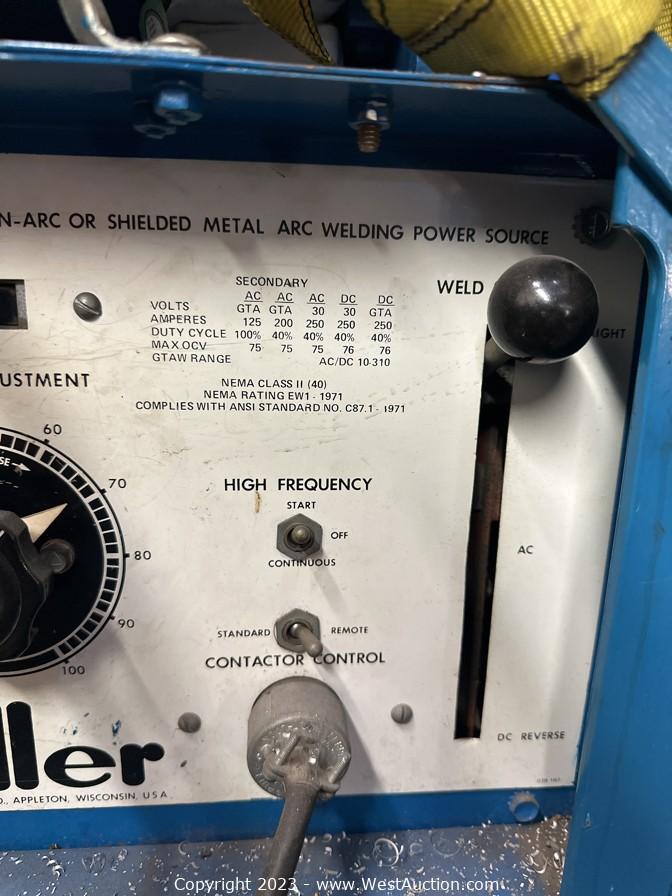 N-ARC OR SHIELDED METAL ARC WELDING POWER SOURCE
SECONDARY
AC AC AC DC DC
VOLTS GTA GTA 30 30 GTA
AMPERES 125 200 250 250 250
DUTY CYCLE 100% 40% 40% 40% 40%
MAX OCV 75 75 75 76 76
GTAW RANGE AC/DC 10-310
NEMA CLASS II (40)
NEMA RATING EW1 - 1971
COMPLIES WITH ANSI STANDARD NO. C87.1 - 1971
WELD
IGHT
USTMENT
SE
60
70
80
90
100
HIGH FREQUENCY
START
OFF
CONTINUOUS
AC
STANDARD REMOTE
CONTACTOR CONTROL
DC REVERSE
ller
., APPLETON, WISCONSIN, U.S.A.
Copyright 2023 - www.WestAuction.com